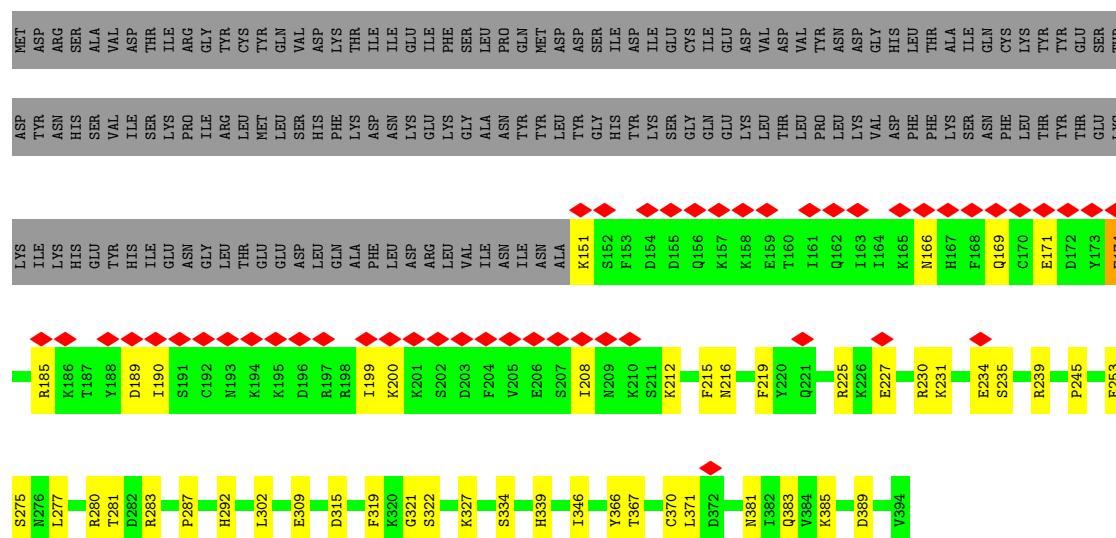 MET ASP ARG SER ALA VAL ASP THR ILE ARG GLY TYR CYS TYR GLN VAL ASP LYS THR ILE ILE GLU ILE PHE SER LEU PRO GLN MET ASP ASP SER ILE ASP ILE GLU CYS ILE GLU ASP VAL ASP VAL TYR ASN ASP GLY HIS LEU THR ALA ILE GLN CYS LYS TYR TYR GLU SER
ASP TYR ASN HIS SER VAL ILE SER LYS PRO ILE ARG LEU MET LEU SER HIS PHE LYS ASP ASN LYS GLU LYS GLY ALA ASN TYR TYR LEU TYR GLY HIS TYR LYS SER GLY GLN GLU LYS LEU THR LEU PRO LEU LYS VAL ASP PHE PHE LYS SER ASN PHE LEU THR TYR THR GLU
LYS ILE LYS HIS GLU TYR HIS ILE GLU ASN GLY LEU THR GLU GLU ASP LEU GLN ALA PHE LEU ASP ARG LEU VAL ILE ASN ILE ASN ALA K151 S152 F153 D154 D155 Q156 K157 K158 E159 T160 I161 Q162 I163 I164 K165 N166 H167 F168 Q169 C170 E171 D172 Y173
R185 K186 T187 Y188 D189 I190 S191 C192 N193 K194 K195 D196 R197 R198 I199 K200 K201 S202 D203 F204 V205 E206 S207 I208 N209 K210 S211 K212 F215 N216 F219 Y220 Q221 R225 K226 E227 R230 K231 E234 S235 R239 P245
S275 N276 L277 R280 T281 D282 R283 P287 H292 L302 E309 D315 F319 K320 G321 S322 K327 S334 H339 I346 Y366 T367 C370 L371 D372 N381 I382 Q383 V384 K385 D389 V394